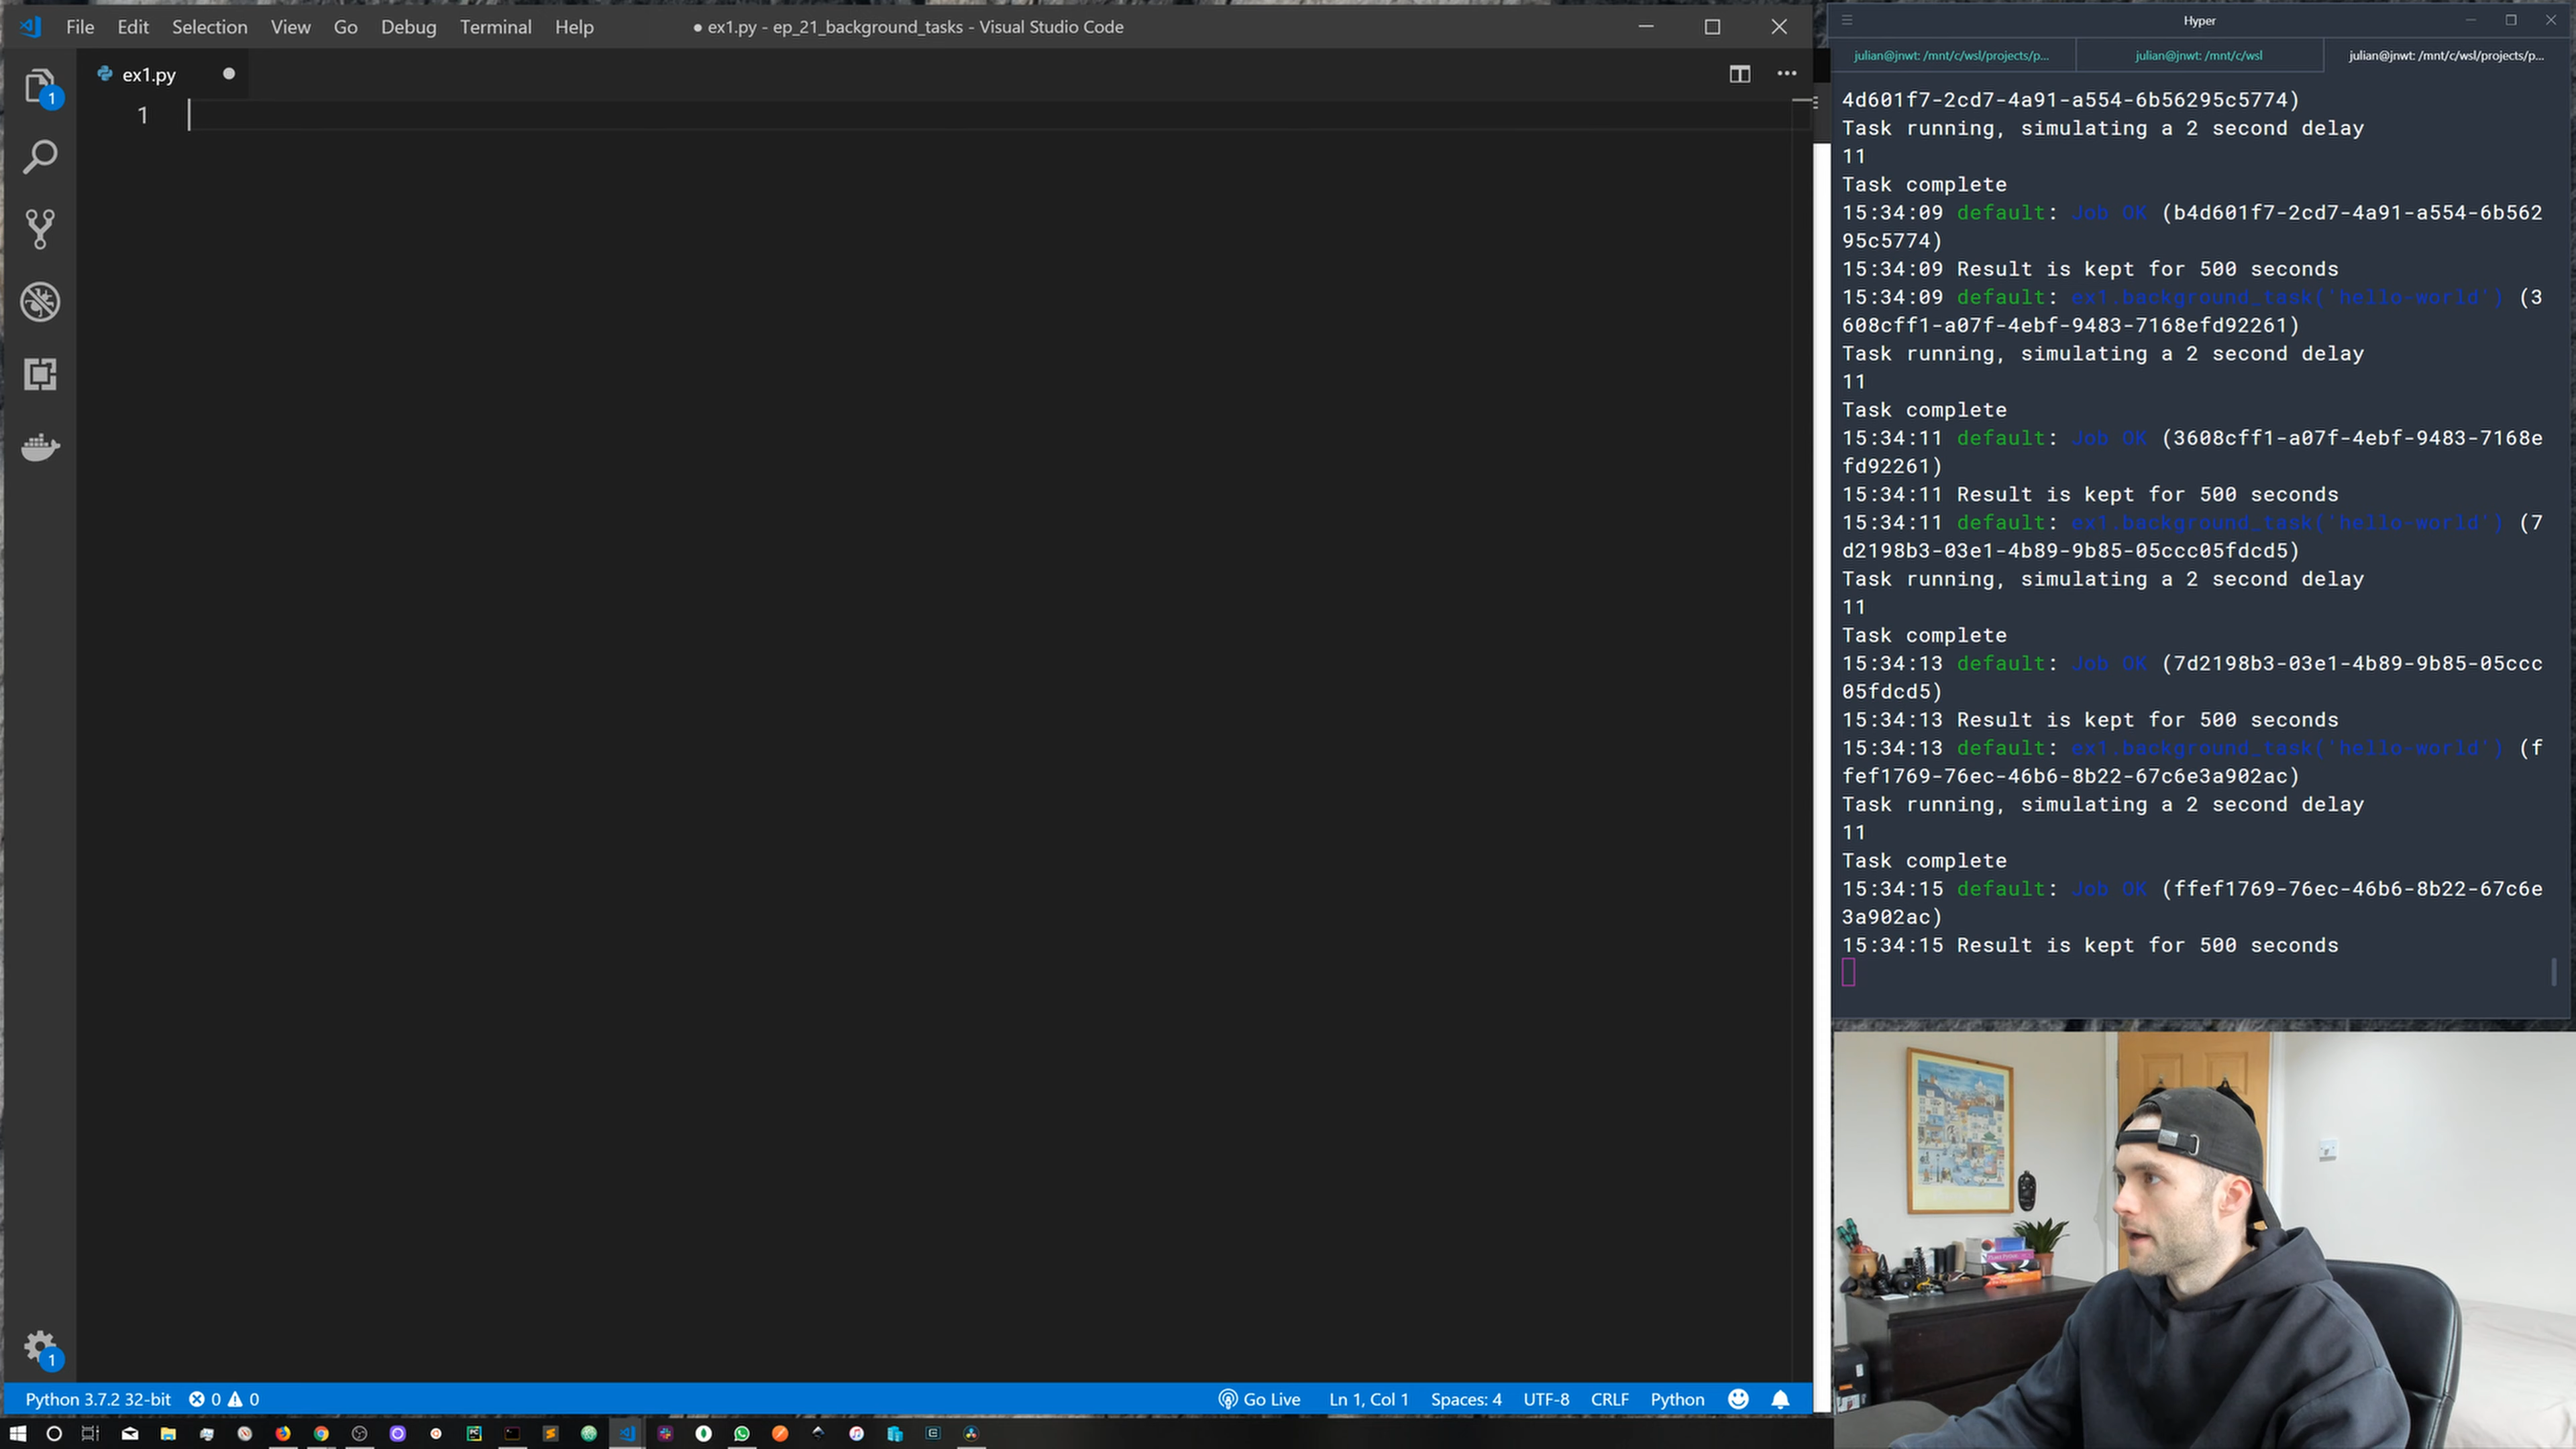 File Edit Selection View Go Debug Terminal Help
● ex1.py - ep_21_background_tasks - Visual Studio Code
ex1.py
1
1
1
Python 3.7.2 32-bit 0 0
Go Live Ln 1, Col 1 Spaces: 4 UTF-8 CRLF Python
Hyper
julian@jnwt: /mnt/c/wsl/projects/p...
julian@jnwt: /mnt/c/wsl
julian@jnwt: /mnt/c/wsl/projects/p...
4d601f7-2cd7-4a91-a554-6b56295c5774)
Task running, simulating a 2 second delay
11
Task complete
15:34:09 default: Job OK (b4d601f7-2cd7-4a91-a554-6b562
95c5774)
15:34:09 Result is kept for 500 seconds
15:34:09 default: ex1.background_task('hello-world') (3
608cff1-a07f-4ebf-9483-7168efd92261)
Task running, simulating a 2 second delay
11
Task complete
15:34:11 default: Job OK (3608cff1-a07f-4ebf-9483-7168e
fd92261)
15:34:11 Result is kept for 500 seconds
15:34:11 default: ex1.background_task('hello-world') (7
d2198b3-03e1-4b89-9b85-05ccc05fdcd5)
Task running, simulating a 2 second delay
11
Task complete
15:34:13 default: Job OK (7d2198b3-03e1-4b89-9b85-05ccc
05fdcd5)
15:34:13 Result is kept for 500 seconds
15:34:13 default: ex1.background_task('hello-world') (f
fef1769-76ec-46b6-8b22-67c6e3a902ac)
Task running, simulating a 2 second delay
11
Task complete
15:34:15 default: Job OK (ffef1769-76ec-46b6-8b22-67c6e
3a902ac)
15:34:15 Result is kept for 500 seconds